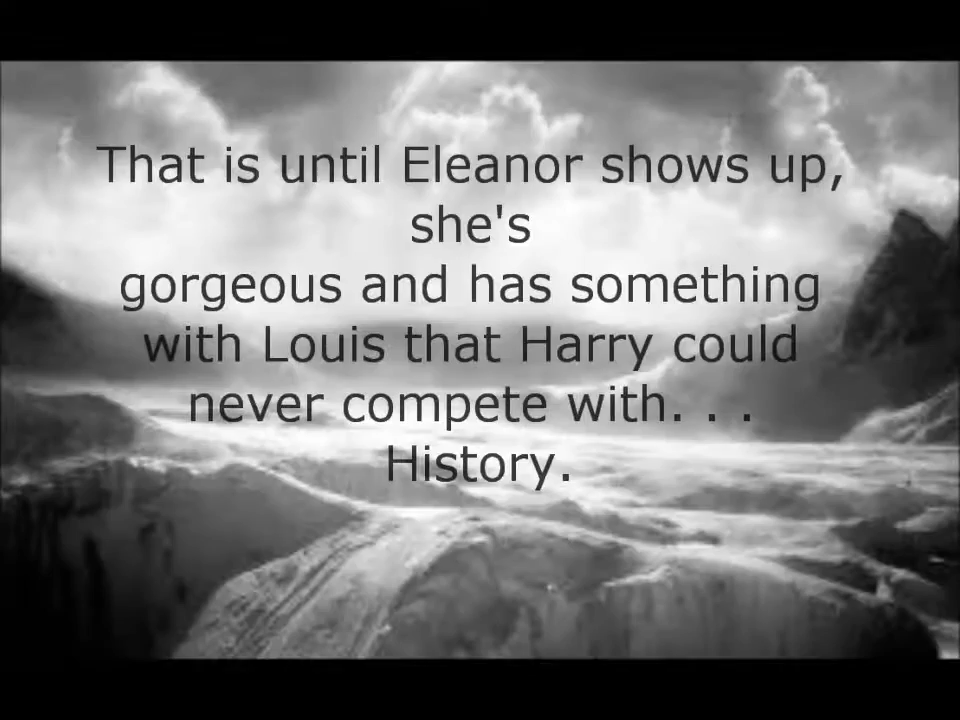 That is until Eleanor shows up,
she's
gorgeous and has something
with Louis that Harry could
never compete with. . .
History.